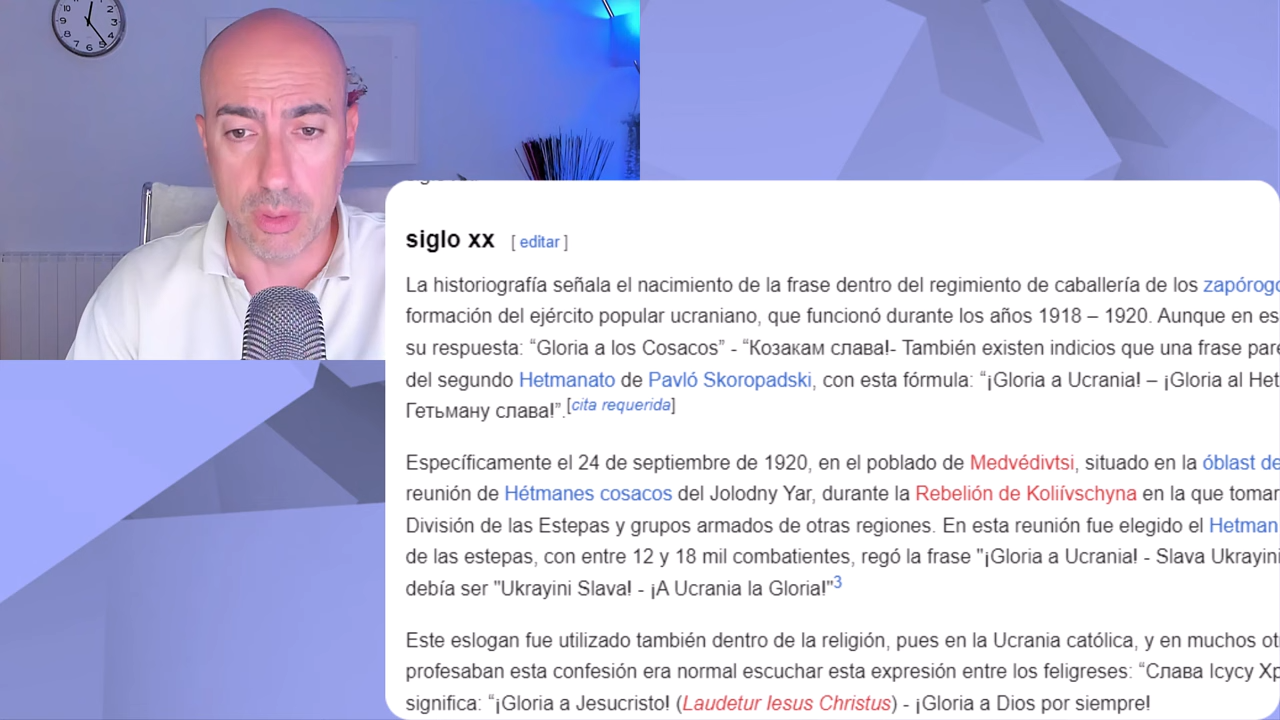 siglo xx [ editar ]
La historiografía señala el nacimiento de la frase dentro del regimiento de caballería de los
formación del ejército popular ucraniano, que funcionó durante los años 1918 – 1920. Aunque en
su respuesta: “Gloria a los Cosacos” - “Козакам слава!- También existen indicios que una frase
del segundo Hetmanato de Pavló Skoropadski, con esta fórmula: “¡Gloria a Ucrania! – ¡Gloria al
Гетьману слава!”.[cita requerida]
Específicamente el 24 de septiembre de 1920, en el poblado de Medvédivtsi, situado en la óblast de
reunión de Hétmanes cosacos del Jolodny Yar, durante la Rebelión de Koliívschyna en la que
División de las Estepas y grupos armados de otras regiones. En esta reunión fue elegido el Hetman
de las estepas, con entre 12 y 18 mil combatientes, regó la frase "¡Gloria a Ucrania! - Slava Ukrayini
debía ser "Ukrayini Slava! - ¡A Ucrania la Gloria!"3
Este eslogan fue utilizado también dentro de la religión, pues en la Ucrania católica, y en muchos
profesaban esta confesión era normal escuchar esta expresión entre los feligreses: “Слава Ісусу
significa: “¡Gloria a Jesucristo! (Laudetur Iesus Christus) - ¡Gloria a Dios por siempre!